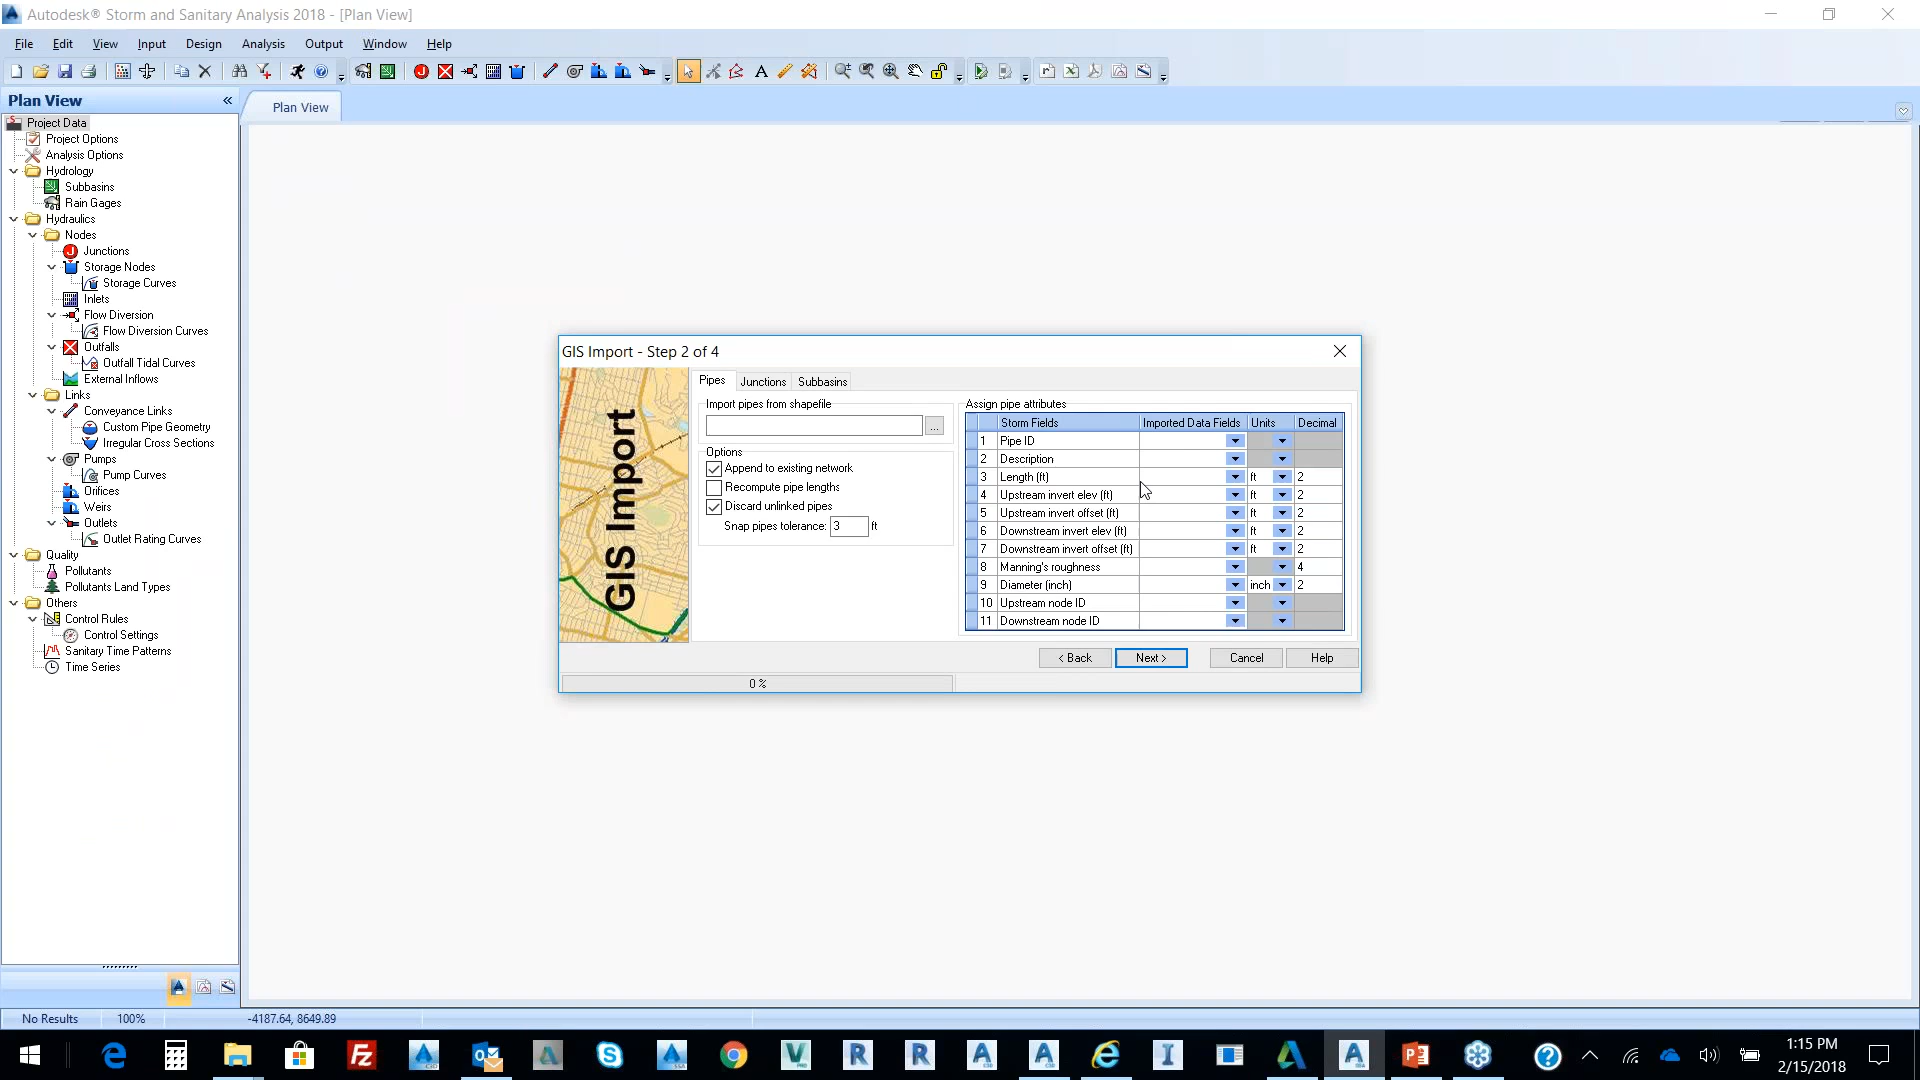 Autodesk® Storm and Sanitary Analysis 2018 - [Plan View]
File Edit View Input Design Analysis Output Window Help
Plan View «
Plan View
Project Data
Project Options
Analysis Options
Hydrology
Subbasins
Rain Gages
Hydraulics
Nodes
Junctions
Storage Nodes
Storage Curves
Inlets
Flow Diversion
Flow Diversion Curves
Outfalls
Outfall Tidal Curves
External Inflows
Links
Conveyance Links
Custom Pipe Geometry
Irregular Cross Sections
Pumps
Pump Curves
Orifices
Weirs
Outlets
Outlet Rating Curves
Quality
Pollutants
Pollutants Land Types
Others
Control Rules
Control Settings
Sanitary Time Patterns
Time Series
GIS Import - Step 2 of 4
GIS Import
Pipes Junctions Subbasins
Import pipes from shapefile
...
Options
Append to existing network
Recompute pipe lengths
Discard unlinked pipes
Snap pipes tolerance: 3 ft
Assign pipe attributes
Storm Fields Imported Data Fields Units Decimal
1 Pipe ID
2 Description
3 Length (ft) ft 2
4 Upstream invert elev (ft) ft 2
5 Upstream invert offset (ft) ft 2
6 Downstream invert elev (ft) ft 2
7 Downstream invert offset (ft) ft 2
8 Manning's roughness 4
9 Diameter (inch) inch 2
10 Upstream node ID
11 Downstream node ID
< Back Next > Cancel Help
0 %
No Results 100% -4187.64, 8649.89
1:15 PM
2/15/2018